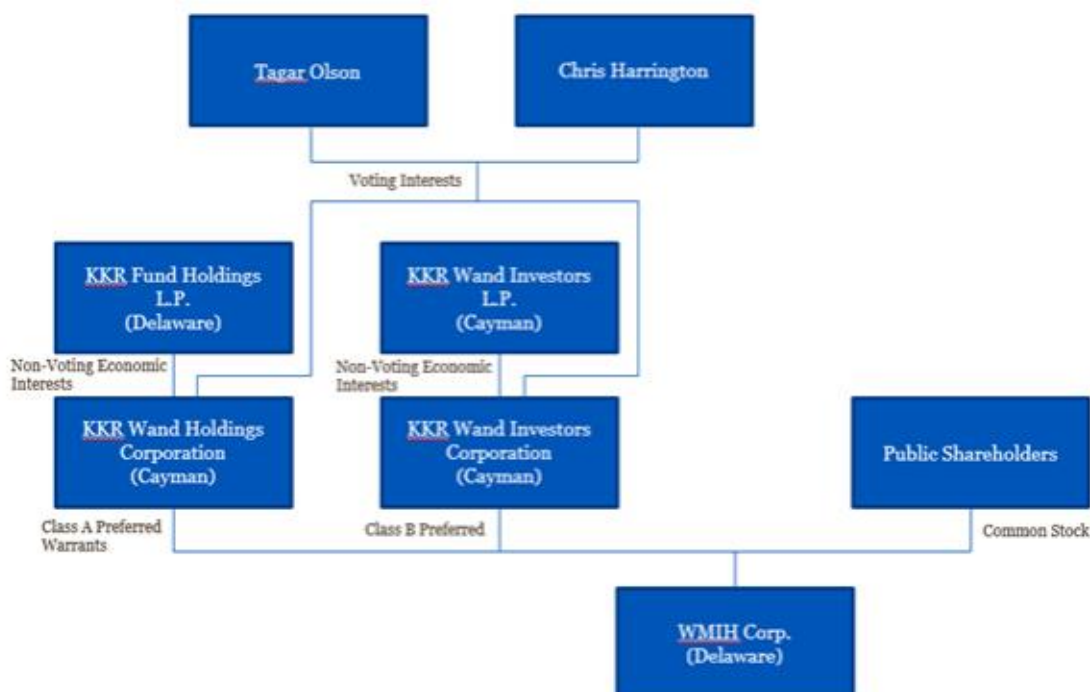 Tagar Olson
Chris Harrington
Voting Interests
KKR Fund Holdings
L.P.
(Delaware)
KKR Wand Investors
L.P.
(Cayman)
Non-Voting Economic
Interests
Non-Voting Economic
Interests
KKR Wand Holdings
Corporation
(Cayman)
KKR Wand Investors
Corporation
(Cayman)
Public Shareholders
Class A Preferred
Warrants
Class B Preferred
Common Stock
WMIH Corp.
(Delaware)